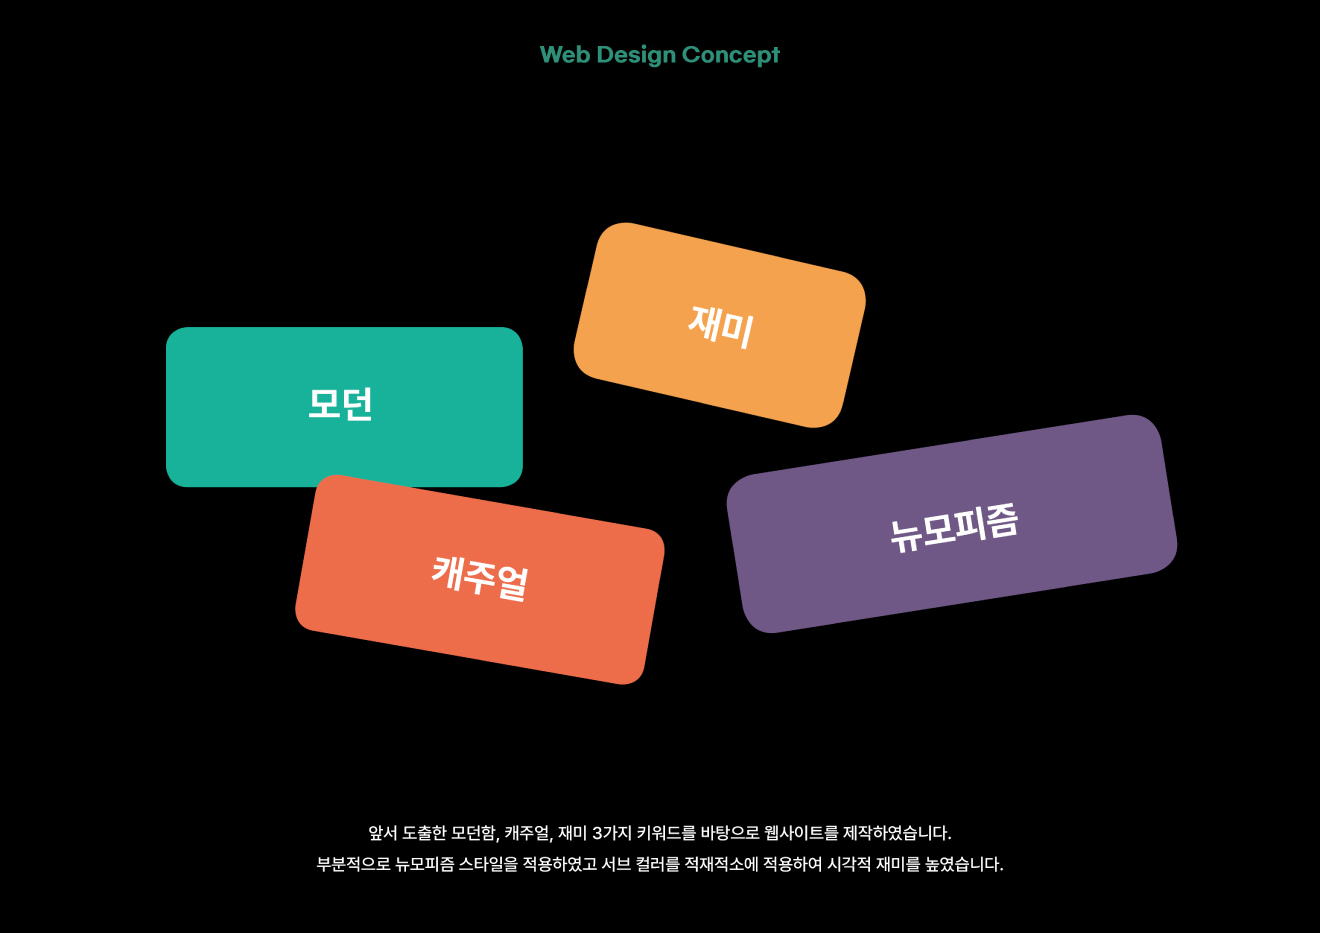 Web Design Concept
재미
모던
뉴모피즘
캐주얼
앞서 도출한 모던함, 캐주얼, 재미 3가지 키워드를 바탕으로 웹사이트를 제작하였습니다.
부분적으로 뉴모피즘 스타일을 적용하였고 서브 컬러를 적재적소에 적용하여 시각적 재미를 높였습니다.